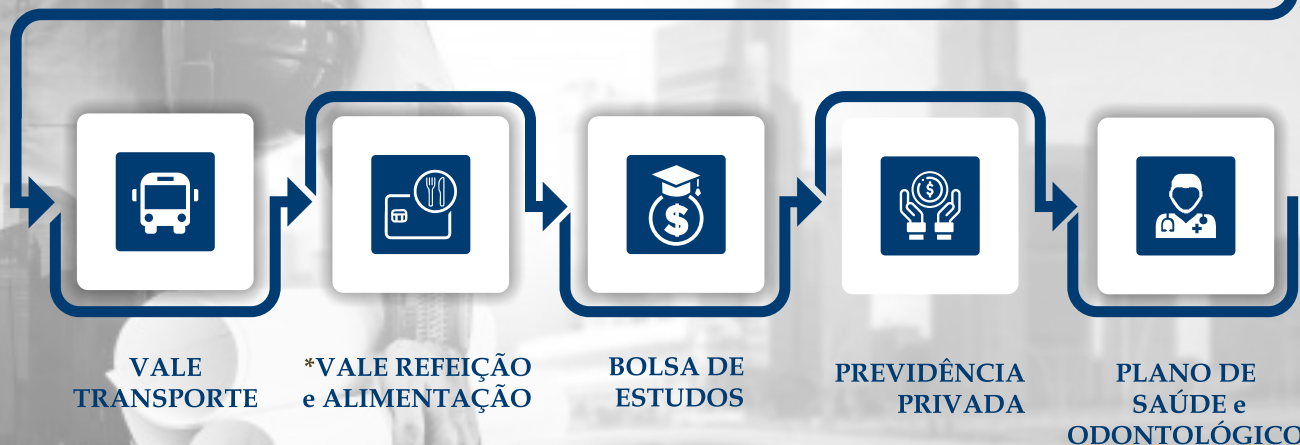 VALE
TRANSPORTE
*VALE REFEIÇÃO
e ALIMENTAÇÃO
BOLSA DE
ESTUDOS
PREVIDÊNCIA
PRIVADA
PLANO DE
SAÚDE e
ODONTOLÓGICO